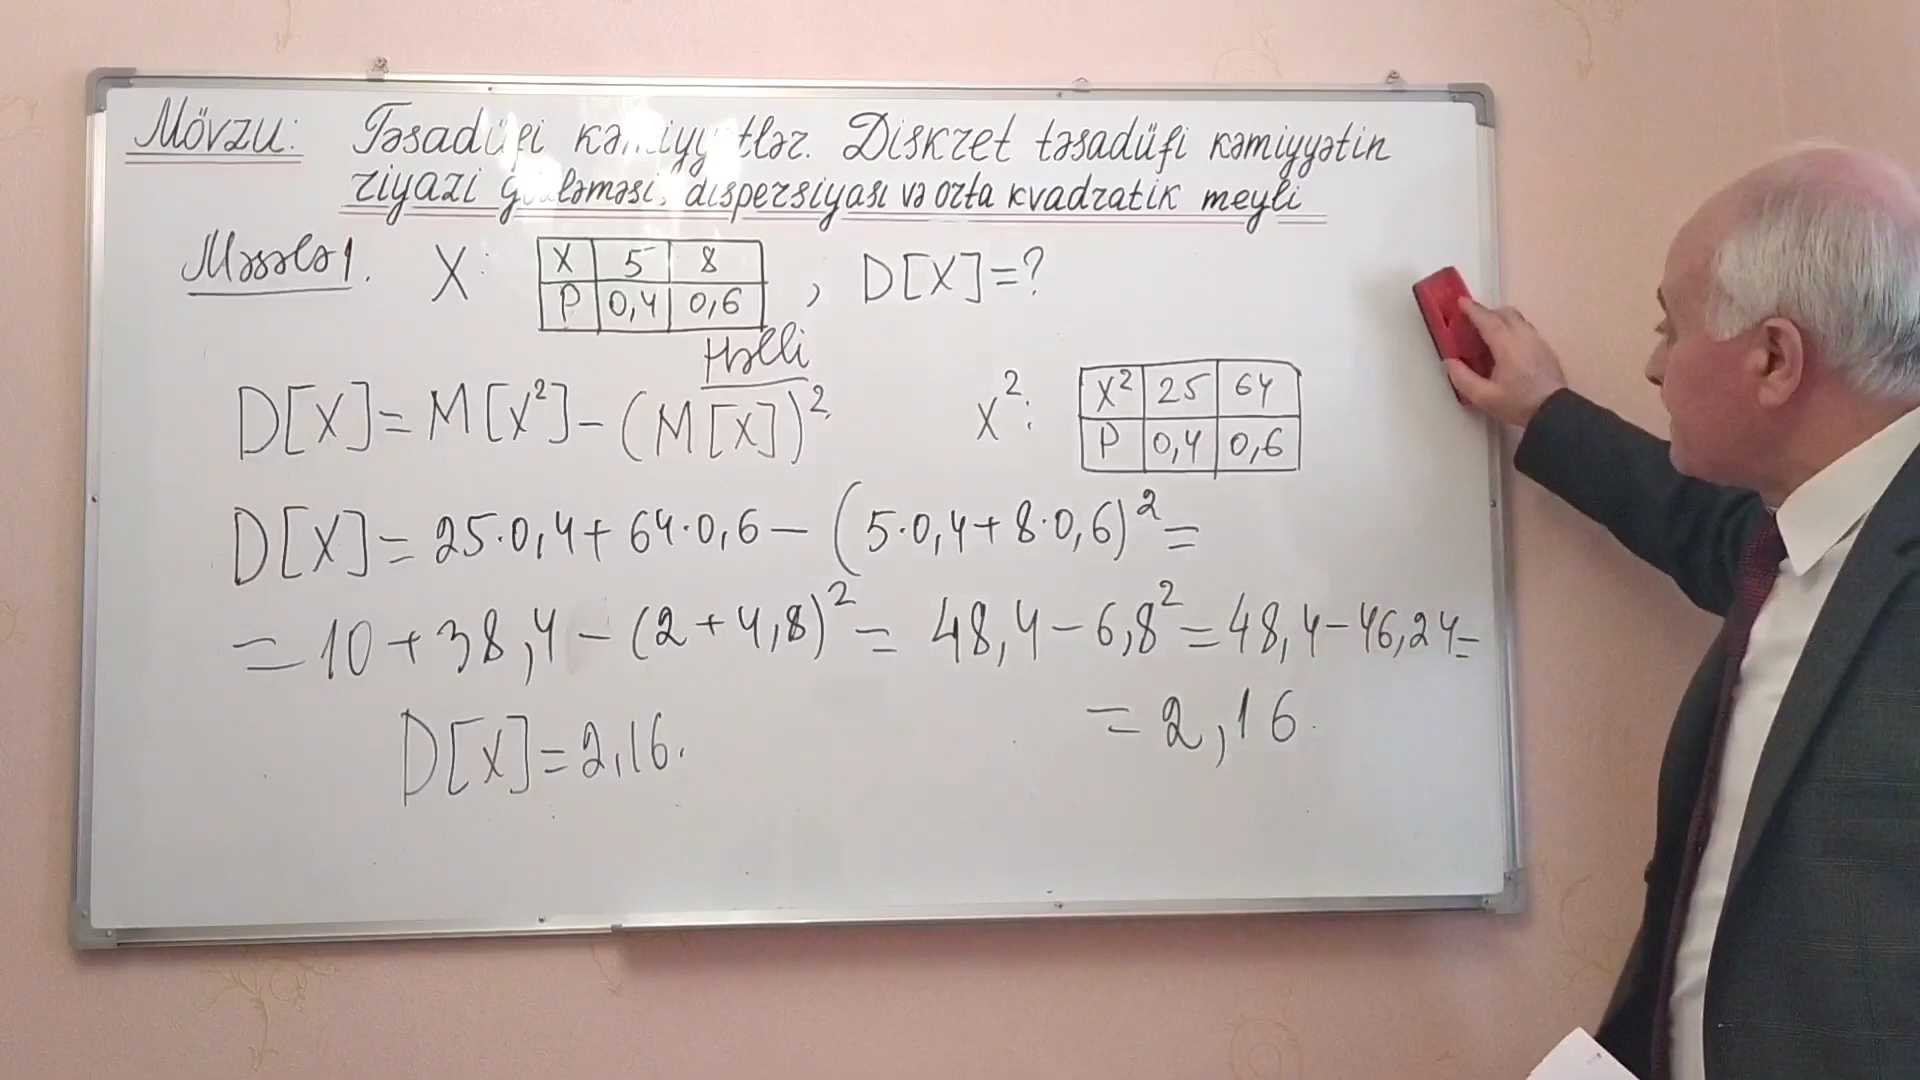 Mövzu: Təsadüfi kəmiyyətlər. Diskret təsadüfi kəmiyyətin
riyazi gözləməsi, dispersiyası və orta kvadratik meyli
Məsələ 1. X: X 5 8 , D[X]=?
P 0,4 0,6
Həlli
D[X]=M[X²]-(M[X])². X²: X² 25 64
P 0,4 0,6
D[X]=25·0,4+64·0,6-(5·0,4+8·0,6)²=
=10+38,4-(2+4,8)²=48,4-6,8²=48,4-46,24=
=2,16.
D[X]=2,16.